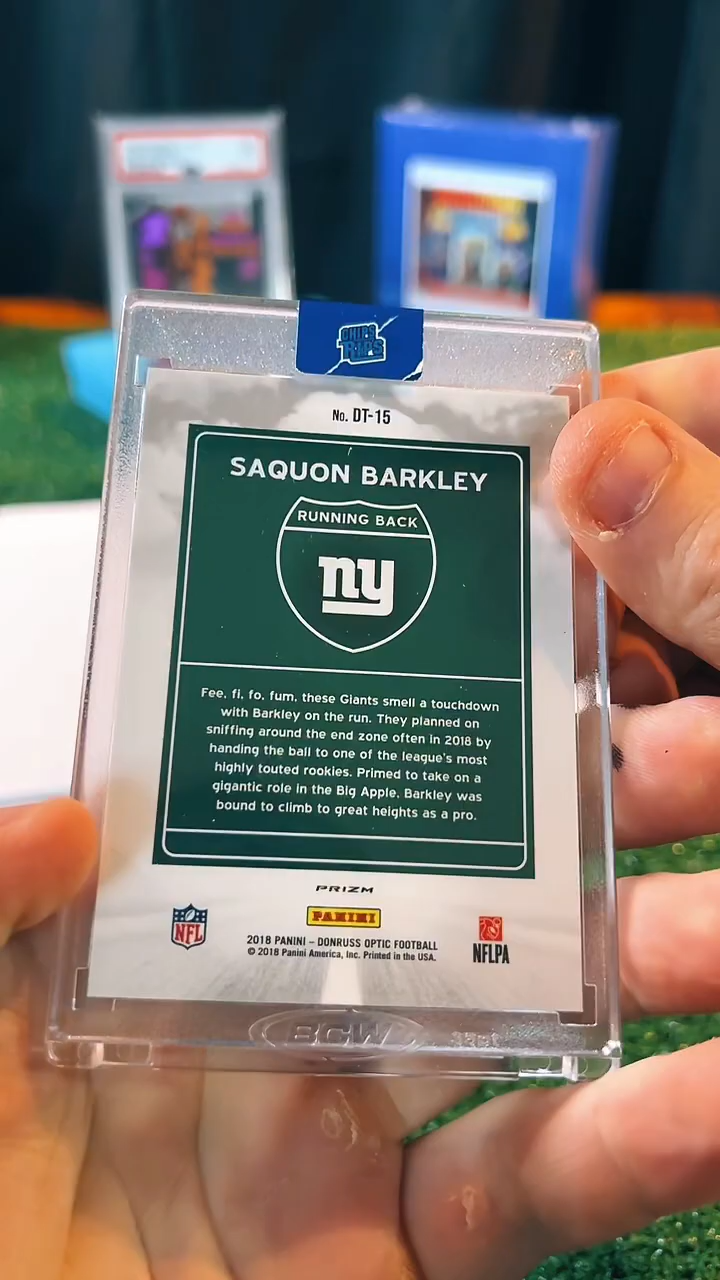 SHIPS
RIPS
No. DT-15
SAQUON BARKLEY
RUNNING BACK
ny
Fee, fi, fo, fum, these Giants smell a touchdown
with Barkley on the run. They planned on
sniffing around the end zone often in 2018 by
handing the ball to one of the league's most
highly touted rookies. Primed to take on a
gigantic role in the Big Apple, Barkley was
bound to climb to great heights as a pro.
PRIZM
NFL
PANINI
2018 PANINI – DONRUSS OPTIC FOOTBALL
© 2018 Panini America, Inc. Printed in the USA.
NFLPA
BCW